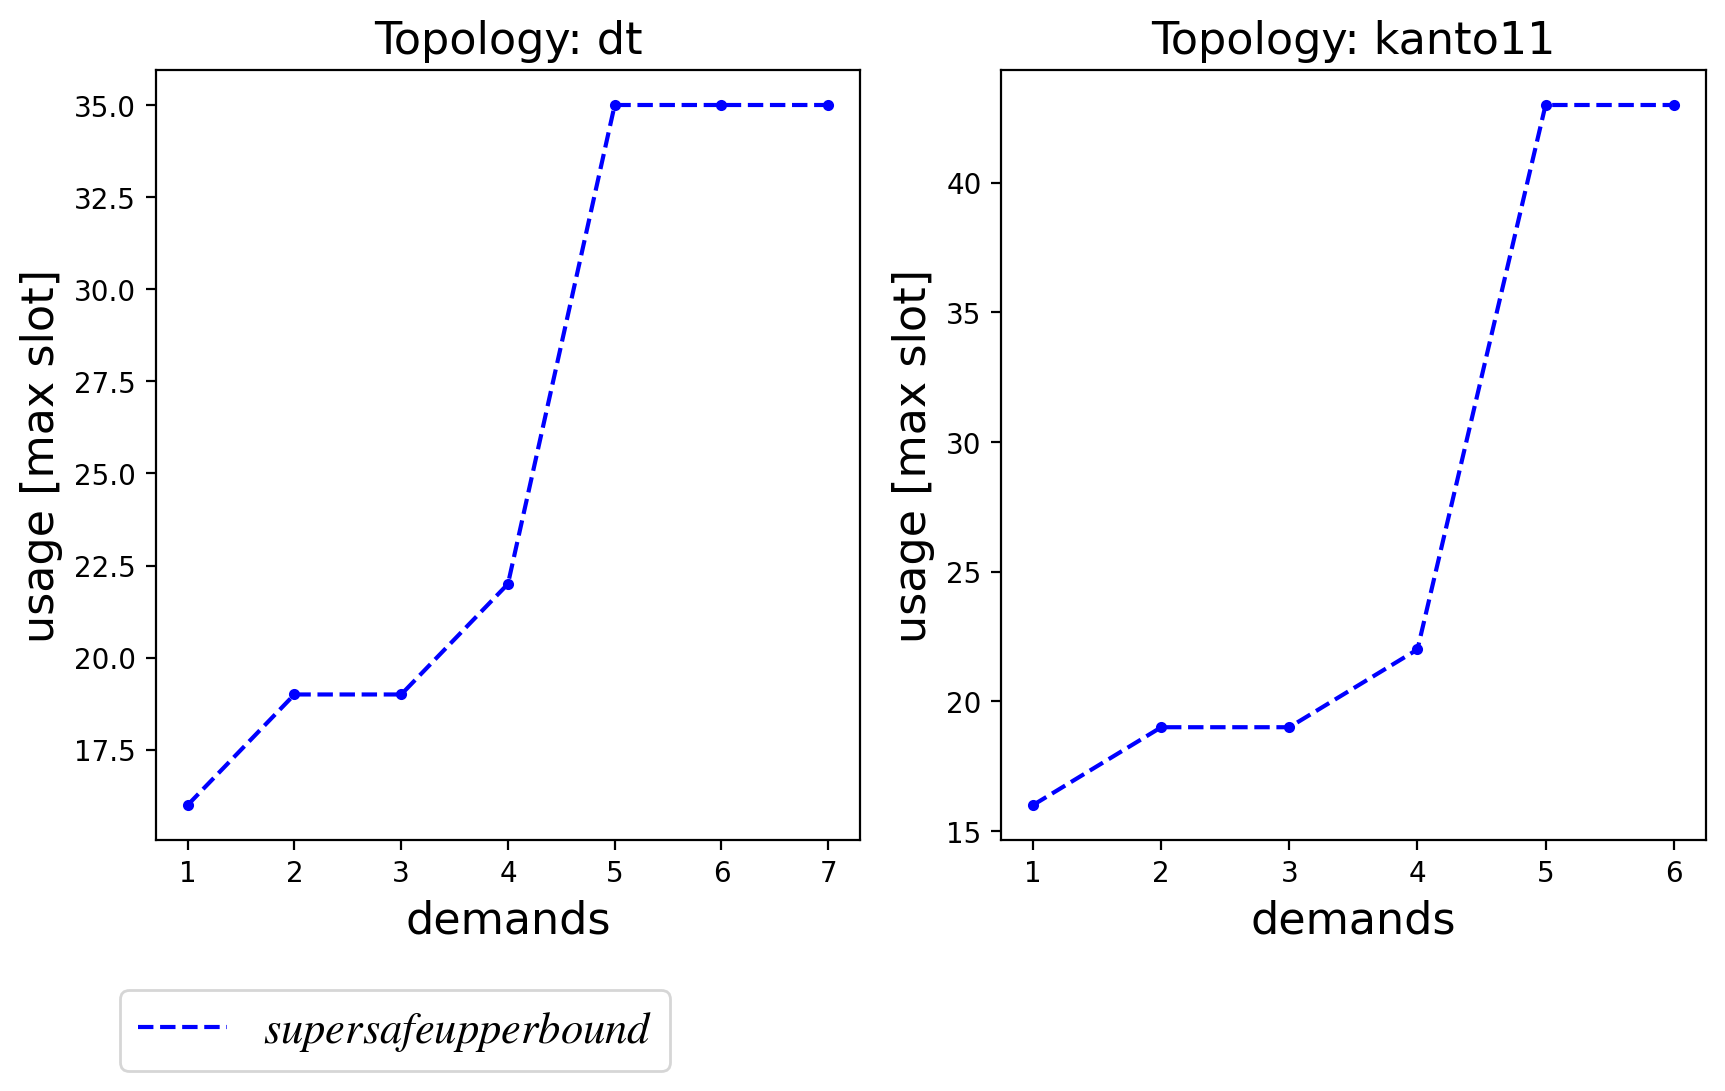 Topology: dt
usage [max slot]
35.0
32.5
30.0
27.5
25.0
22.5
20.0
17.5
1 2 3 4 5 6 7
demands
Topology: kanto11
usage [max slot]
40
35
30
25
20
15
1 2 3 4 5 6
demands
supersafeupperbound